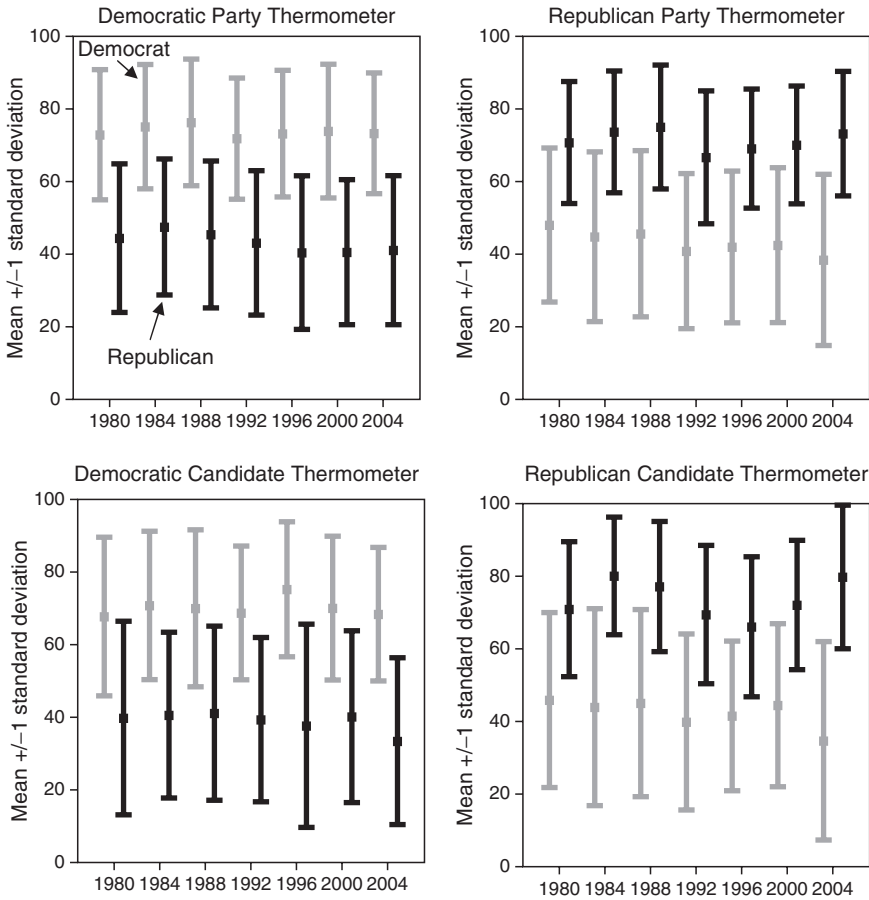 Democratic Party Thermometer
Mean +/−1 standard deviation
100
80
60
40
20
0
Democrat
Republican
1980 1984 1988 1992 1996 2000 2004
Republican Party Thermometer
Mean +/−1 standard deviation
100
80
60
40
20
0
1980 1984 1988 1992 1996 2000 2004
Democratic Candidate Thermometer
Mean +/−1 standard deviation
100
80
60
40
20
0
1980 1984 1988 1992 1996 2000 2004
Republican Candidate Thermometer
Mean +/−1 standard deviation
100
80
60
40
20
0
1980 1984 1988 1992 1996 2000 2004